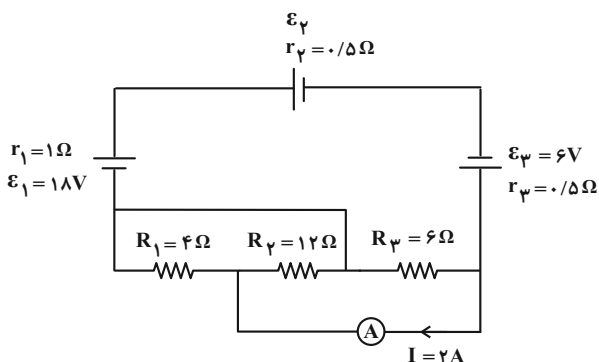 ε۲
r۲=۰/۵Ω
r۱=۱Ω
ε۱=۱۸V
ε۳=۶V
r۳=۰/۵Ω
R۱=۴Ω
R۲=۱۲Ω
R۳=۶Ω
A
I=۲A